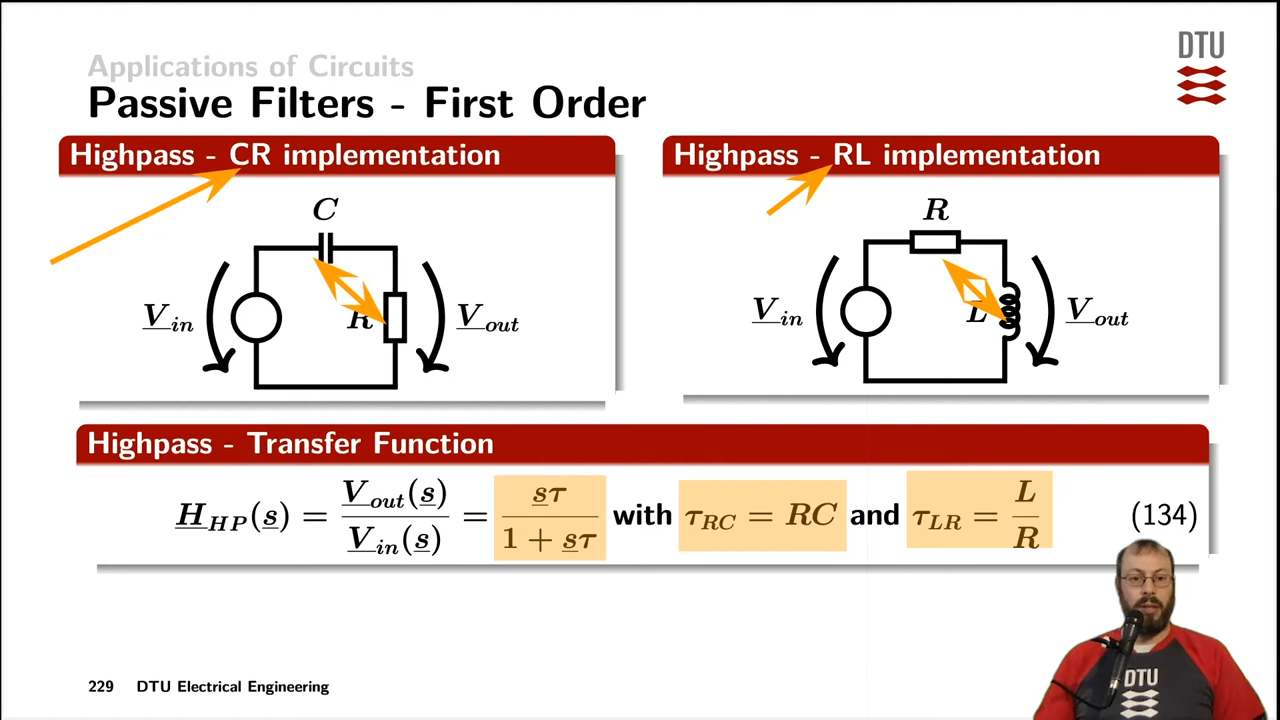 Applications of Circuits
DTU
Passive Filters - First Order
Highpass - CR implementation
C
V_in
R
V_out
Highpass - RL implementation
R
V_in
L
V_out
Highpass - Transfer Function
H_HP(s) = V_out(s) / V_in(s) = sτ / 1 + sτ with τ_RC = RC and τ_LR = L / R (134)
DTU
229 DTU Electrical Engineering